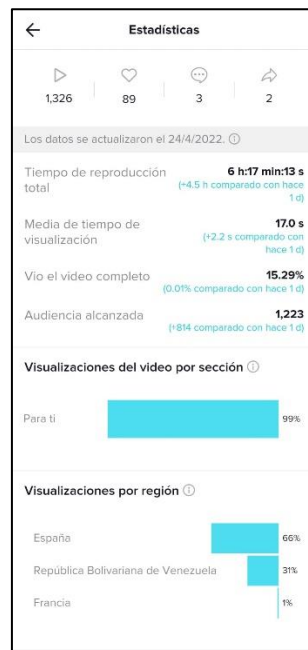 Estadísticas
1,326 89 3 2
Los datos se actualizaron el 24/4/2022.
Tiempo de reproducción 6 h:17 min:13 s
total (+4.5 h comparado con hace
1 d)
Media de tiempo de 17.0 s
visualización (+2.2 s comparado con
hace 1 d)
Vio el video completo 15.29%
(0.01% comparado con hace 1 d)
Audiencia alcanzada 1,223
(+814 comparado con hace 1 d)
Visualizaciones del video por sección
Para ti 99%
Visualizaciones por región
España 66%
República Bolivariana de Venezuela 31%
Francia 1%